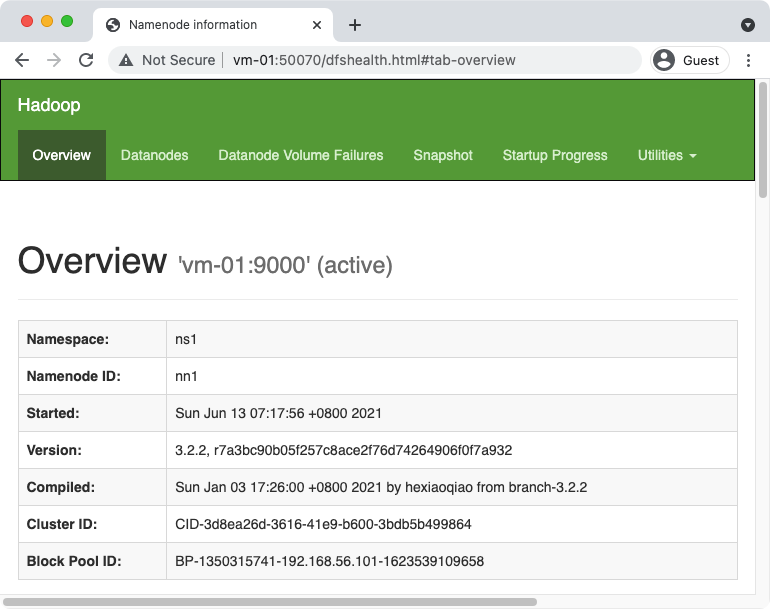 Namenode information
Not Secure vm-01:50070/dfshealth.html#tab-overview Guest
Hadoop
Overview Datanodes Datanode Volume Failures Snapshot Startup Progress Utilities
Overview 'vm-01:9000' (active)
Namespace: ns1
Namenode ID: nn1
Started: Sun Jun 13 07:17:56 +0800 2021
Version: 3.2.2, r7a3bc90b05f257c8ace2f76d74264906f0f7a932
Compiled: Sun Jan 03 17:26:00 +0800 2021 by hexiaoqiao from branch-3.2.2
Cluster ID: CID-3d8ea26d-3616-41e9-b600-3bdb5b499864
Block Pool ID: BP-1350315741-192.168.56.101-1623539109658